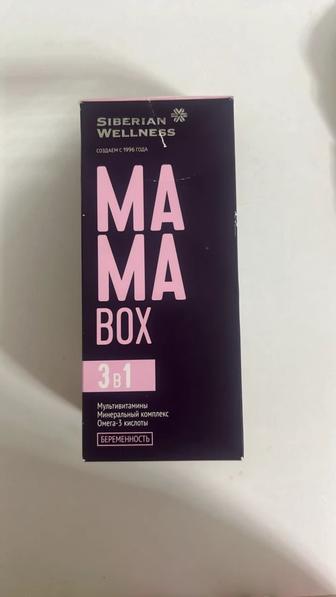 SIBERIAN
WELLNESS
СОЗДАЕМ С 1996 ГОДА
MA
MA
BOX
3 в 1
Мультивитамины
Минеральный комплекс
Омега-3 кислоты
БЕРЕМЕННОСТЬ